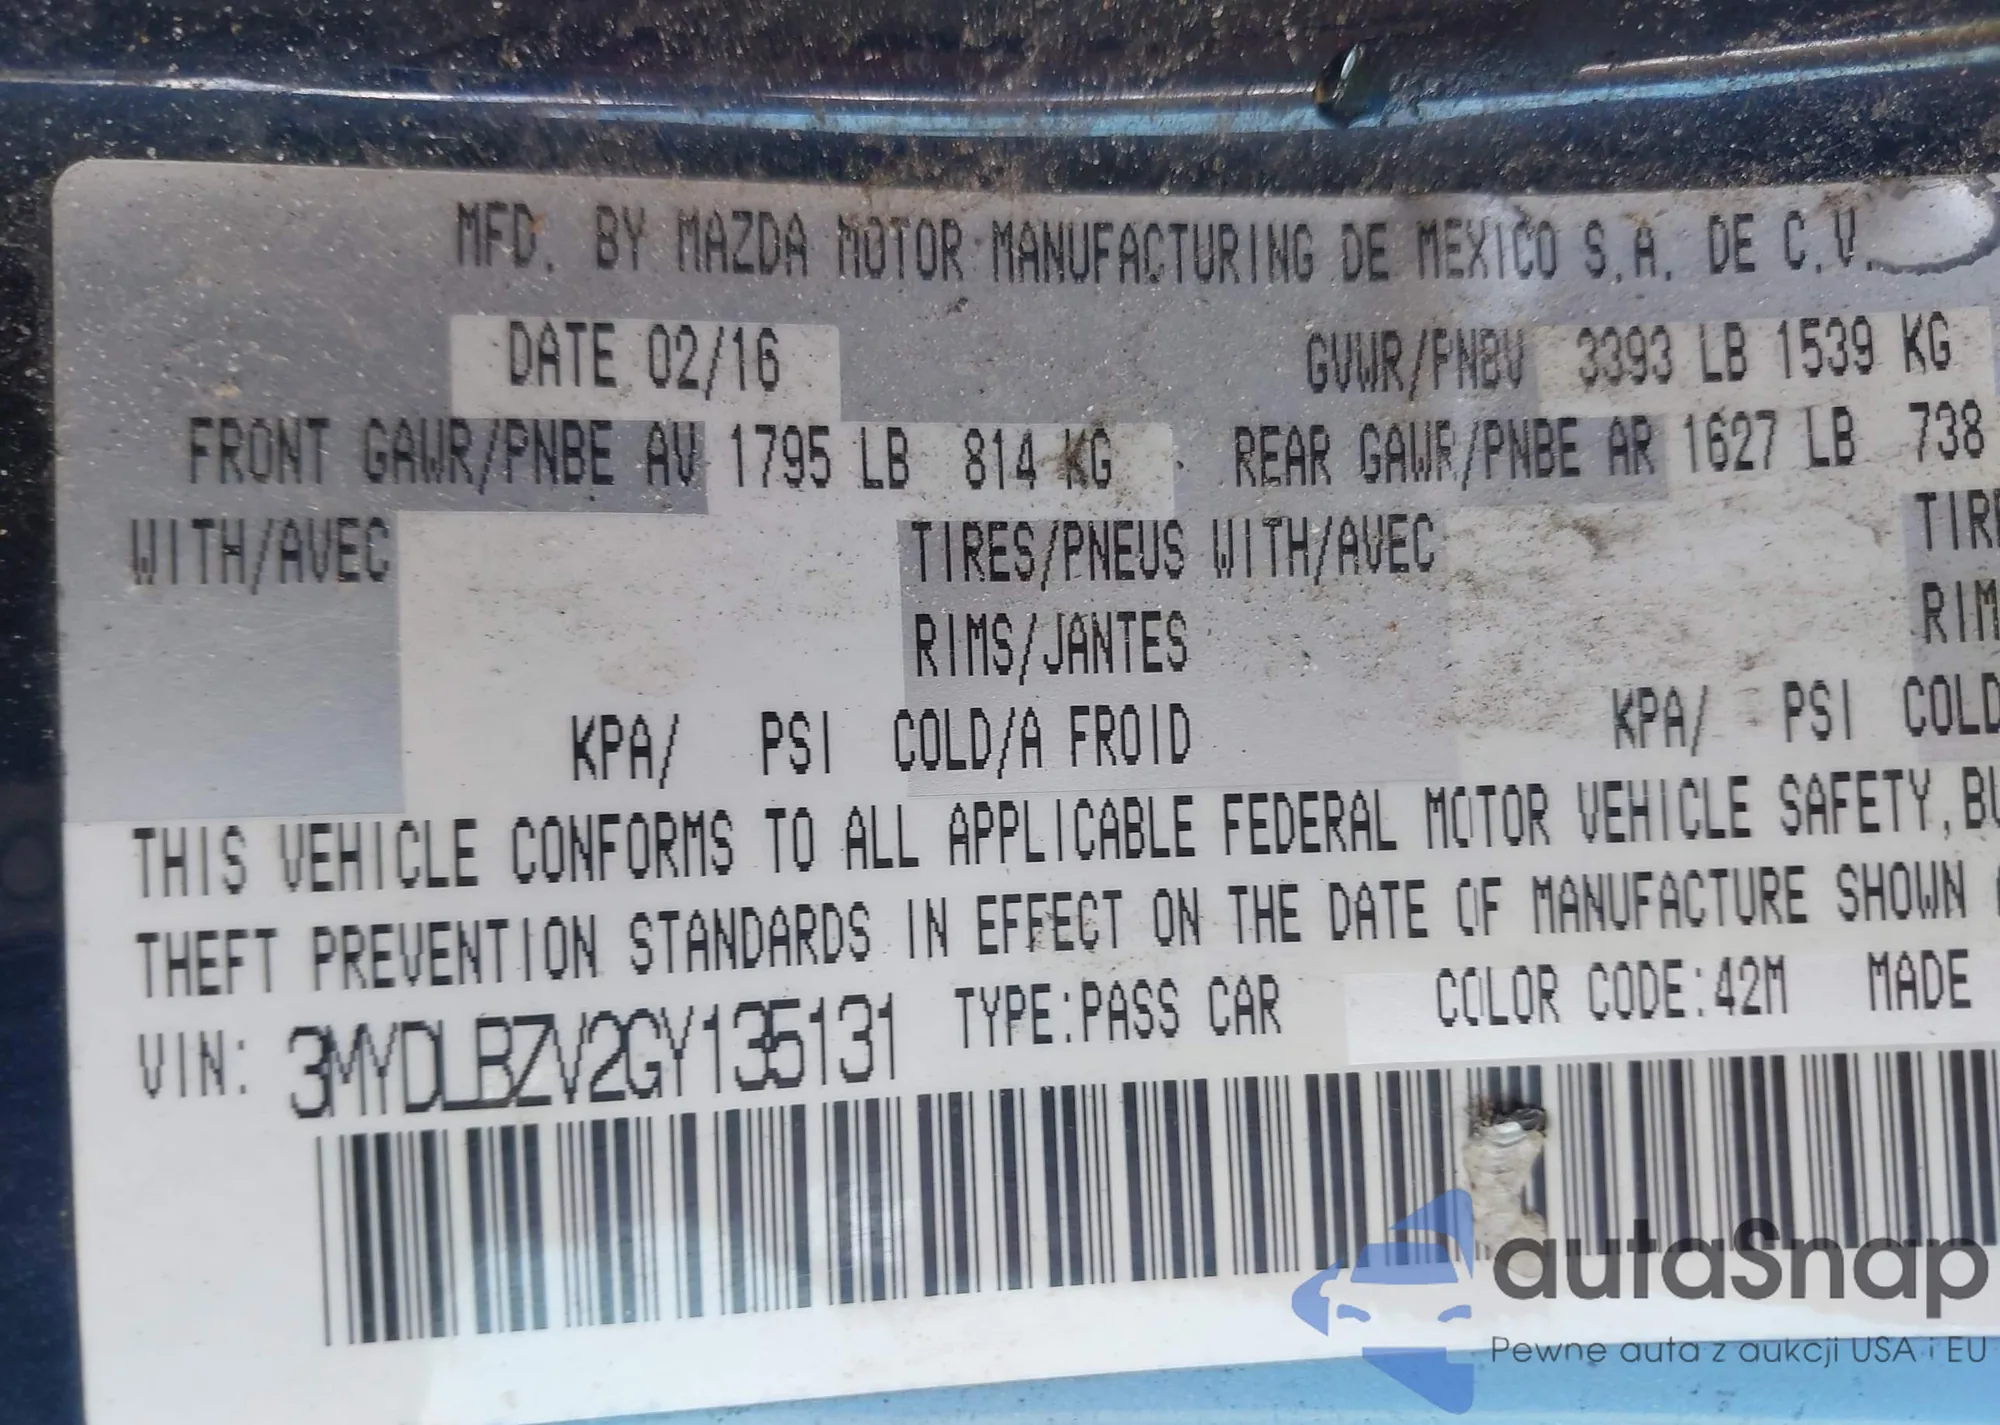 MFD. BY MAZDA MOTOR MANUFACTURING DE MEXICO S.A. DE C.V.
DATE 02/16 GVWR/PNBV 3393 LB 1539 KG
FRONT GAWR/PNBE AV 1795 LB 814 KG REAR GAWR/PNBE AR 1627 LB 738
WITH/AVEC TIRES/PNEUS WITH/AVEC TIR
RIMS/JANTES RIM
KPA/ PSI COLD/A FROID KPA/ PSI COLD
THIS VEHICLE CONFORMS TO ALL APPLICABLE FEDERAL MOTOR VEHICLE SAFETY, BU
THEFT PREVENTION STANDARDS IN EFFECT ON THE DATE OF MANUFACTURE SHOWN
VIN: 3MYDLBZV2GY135131 TYPE:PASS CAR COLOR CODE:42M MADE
autaSnap
Pewne auta z aukcji USA i EU